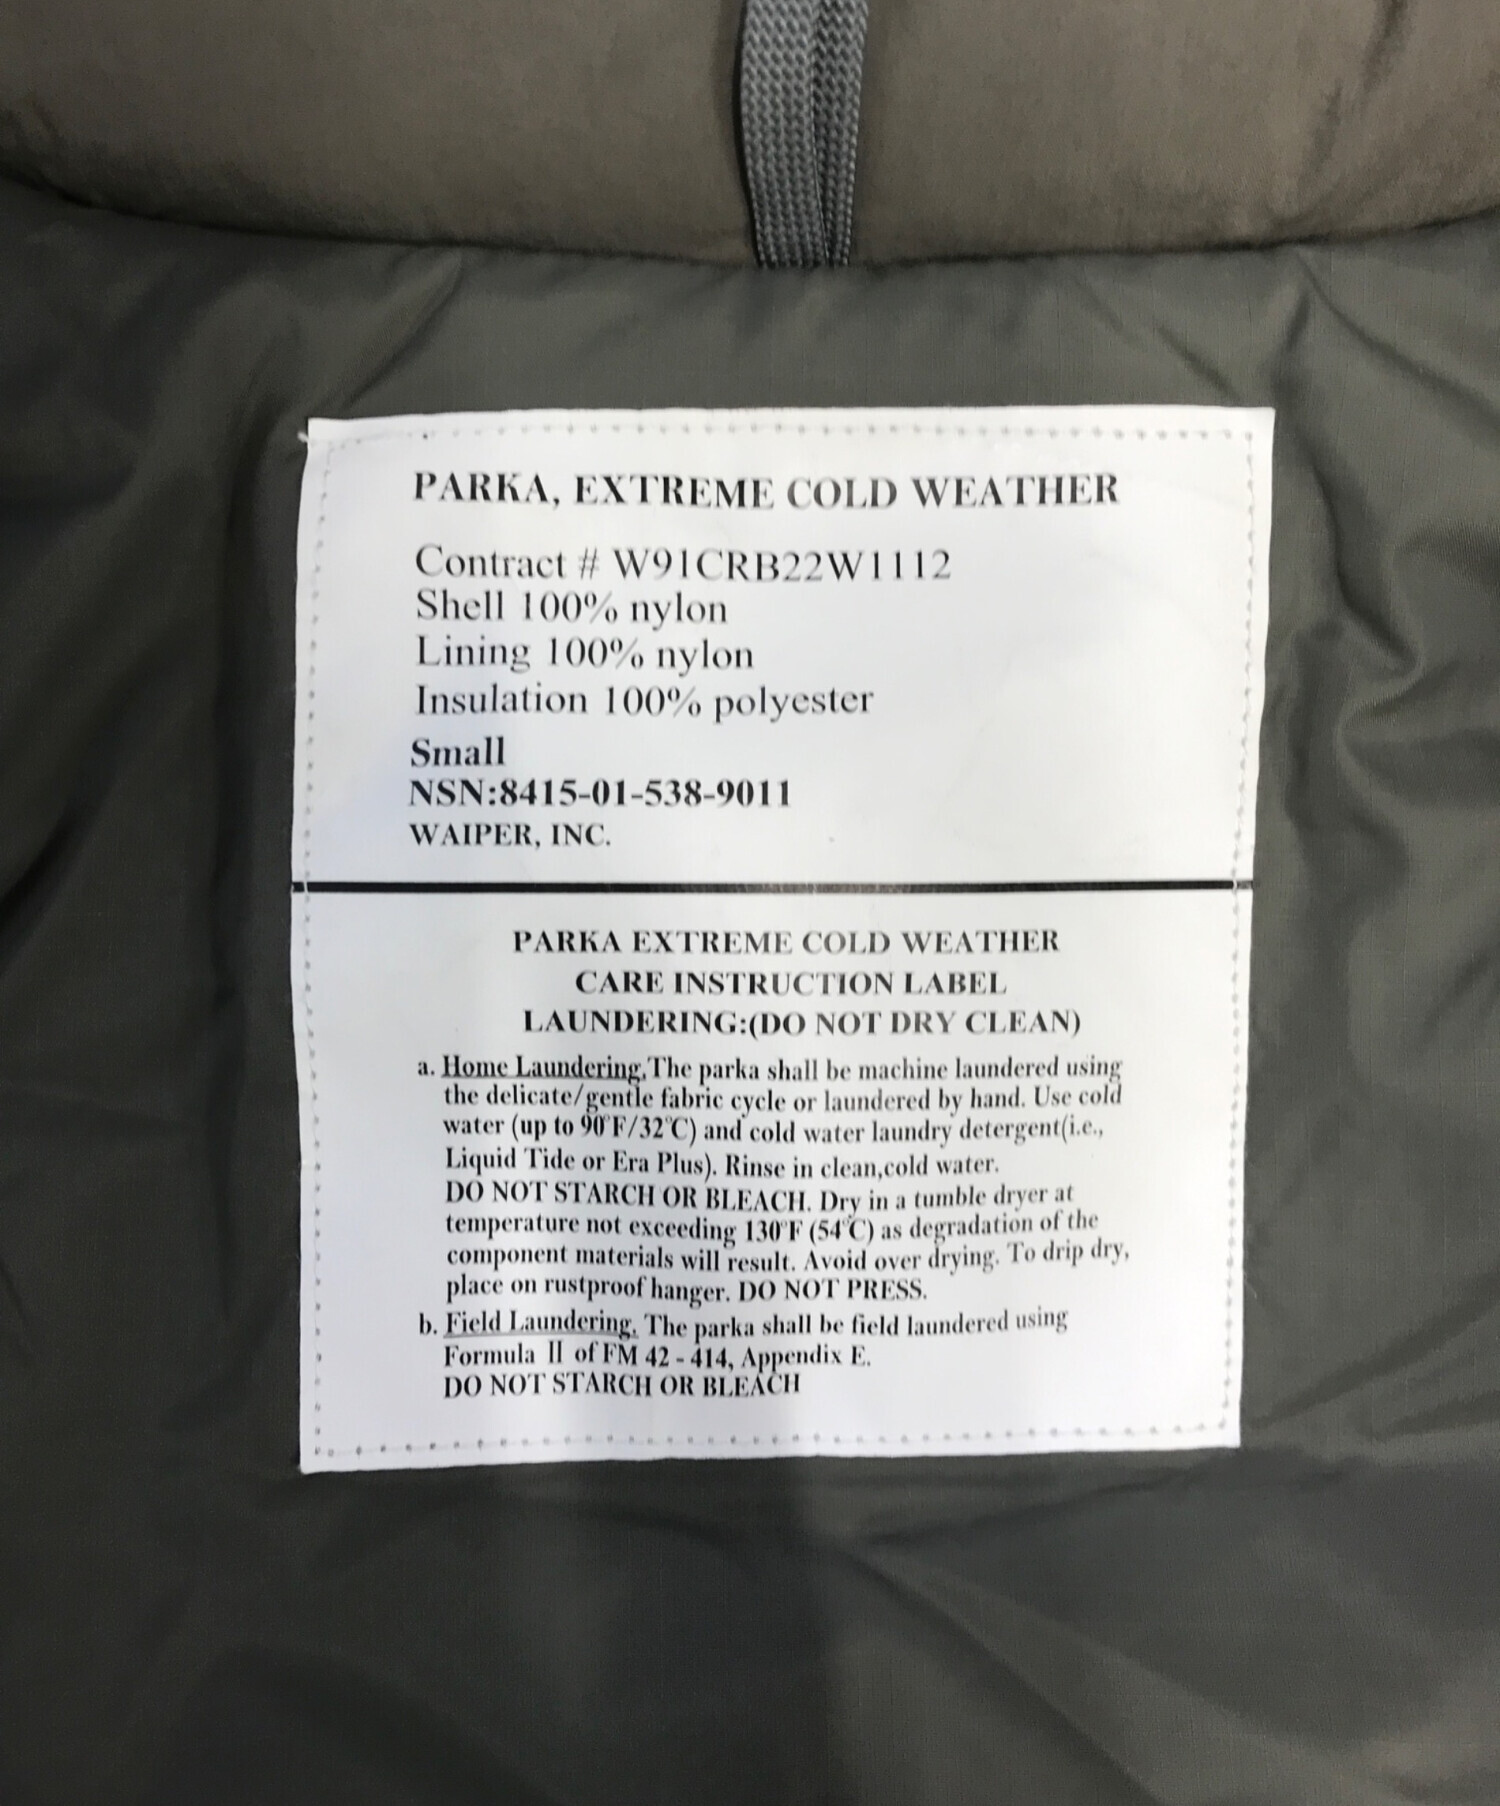 PARKA, EXTREME COLD WEATHER
Contract # W91CRB22W1112
Shell 100% nylon
Lining 100% nylon
Insulation 100% polyester
Small
NSN:8415-01-538-9011
WAIPER, INC.
PARKA EXTREME COLD WEATHER
CARE INSTRUCTION LABEL
LAUNDERING:(DO NOT DRY CLEAN)
a. Home Laundering.The parka shall be machine laundered using
the delicate/gentle fabric cycle or laundered by hand. Use cold
water (up to 90°F/32°C) and cold water laundry detergent(i.e.,
Liquid Tide or Era Plus). Rinse in clean,cold water.
DO NOT STARCH OR BLEACH. Dry in a tumble dryer at
temperature not exceeding 130°F (54°C) as degradation of the
component materials will result. Avoid over drying. To drip dry,
place on rustproof hanger. DO NOT PRESS.
b. Field Laundering. The parka shall be field laundered using
Formula II of FM 42 - 414, Appendix E.
DO NOT STARCH OR BLEACH